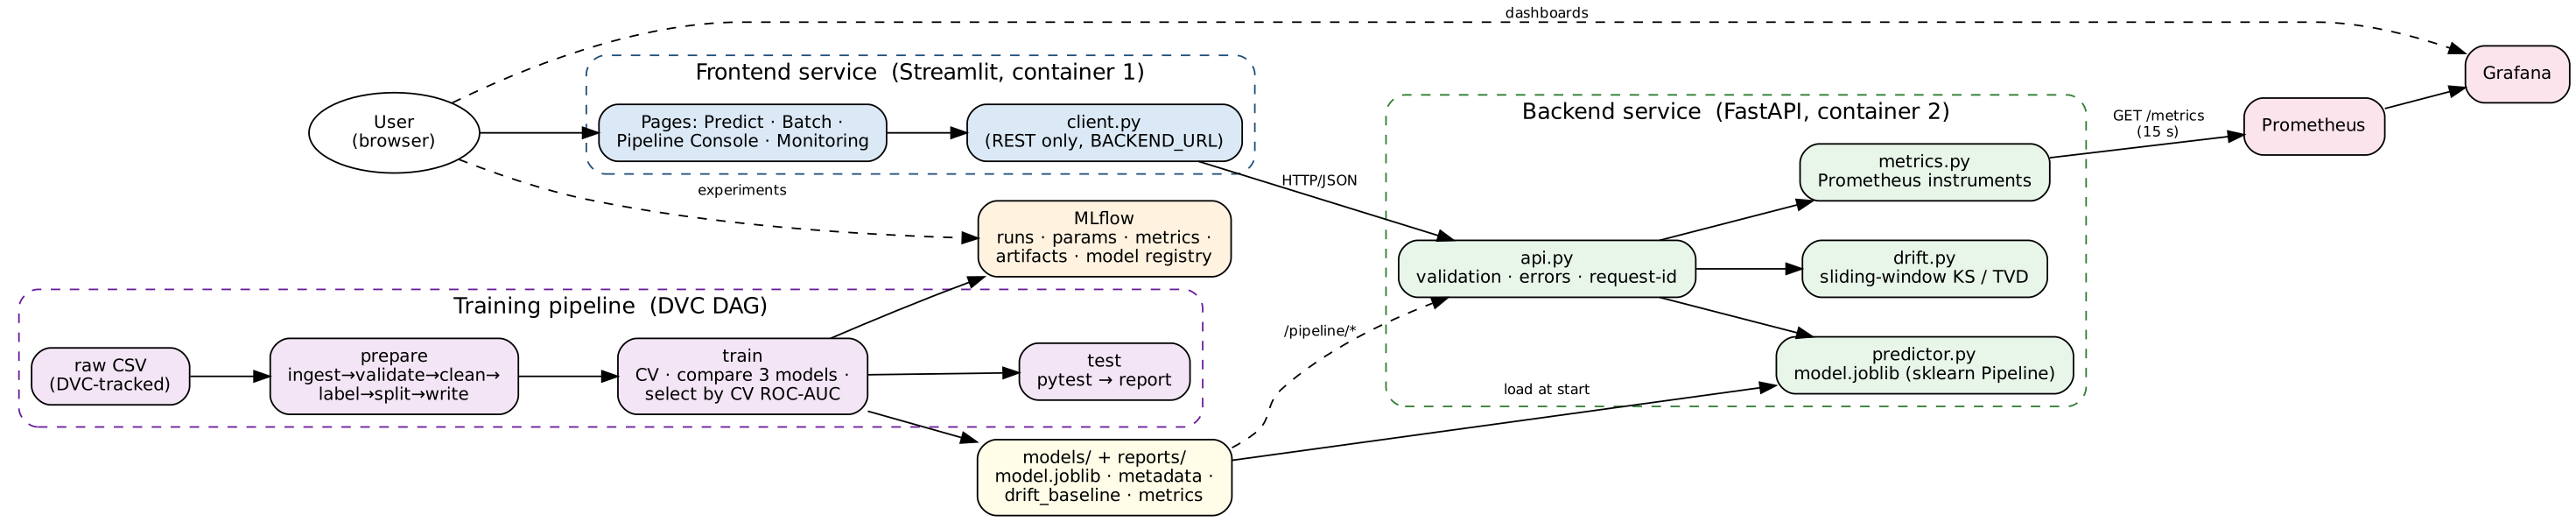 dashboards
Grafana
Frontend service  (Streamlit, container 1)
User
(browser)
Pages: Predict · Batch ·
Pipeline Console · Monitoring
client.py
(REST only, BACKEND_URL)
Backend service  (FastAPI, container 2)
GET /metrics
(15 s)
Prometheus
metrics.py
Prometheus instruments
HTTP/JSON
experiments
MLflow
runs · params · metrics ·
artifacts · model registry
api.py
validation · errors · request-id
drift.py
sliding-window KS / TVD
Training pipeline  (DVC DAG)
/pipeline/*
raw CSV
(DVC-tracked)
prepare
ingest→validate→clean→
label→split→write
train
CV · compare 3 models ·
select by CV ROC-AUC
test
pytest → report
predictor.py
model.joblib (sklearn Pipeline)
load at start
models/ + reports/
model.joblib · metadata ·
drift_baseline · metrics